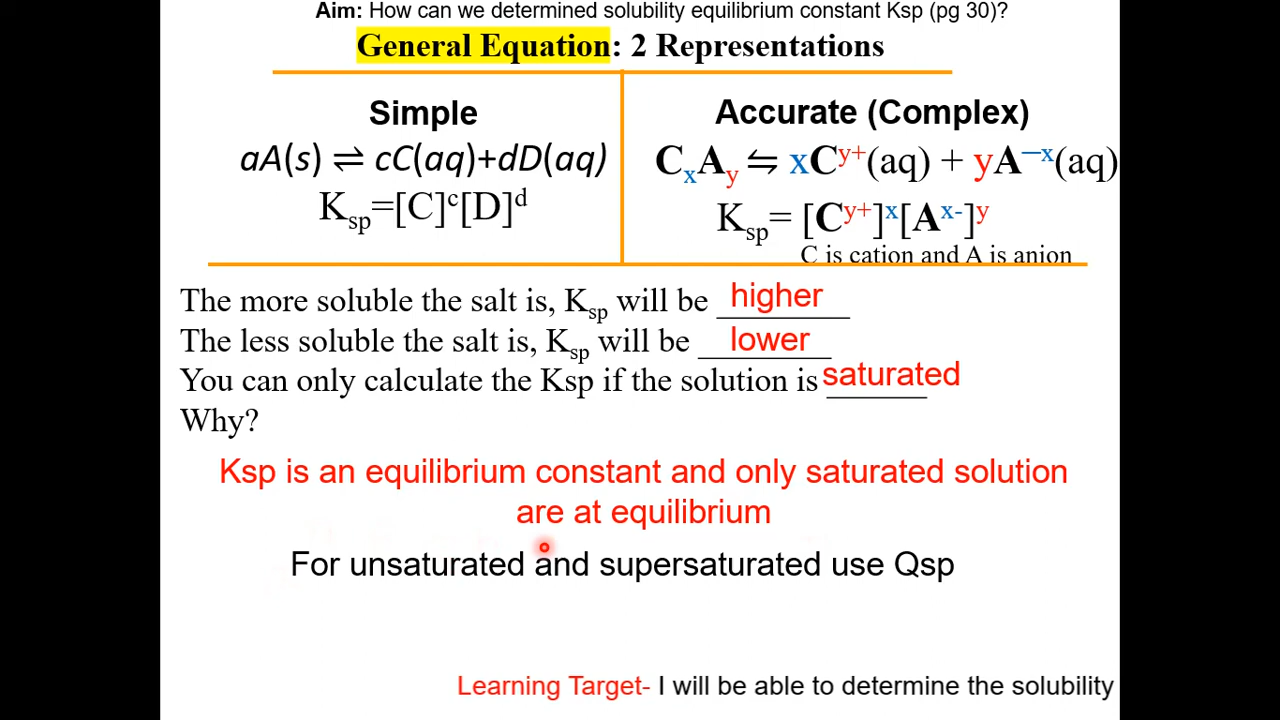 Aim: How can we determined solubility equilibrium constant Ksp (pg 30)?
General Equation: 2 Representations
Simple
aA(s) ⇌ cC(aq)+dD(aq)
Ksp=[C]ᶜ[D]ᵈ
Accurate (Complex)
CₓAy ⇋ xCʸ⁺(aq) + yA⁻ˣ(aq)
Ksp= [Cʸ⁺]ˣ[Aˣ⁻]ʸ
C is cation and A is anion
The more soluble the salt is, Ksp will be higher
The less soluble the salt is, Ksp will be lower
You can only calculate the Ksp if the solution is saturated
Why?
Ksp is an equilibrium constant and only saturated solution
are at equilibrium
For unsaturated and supersaturated use Qsp
Learning Target- I will be able to determine the solubility